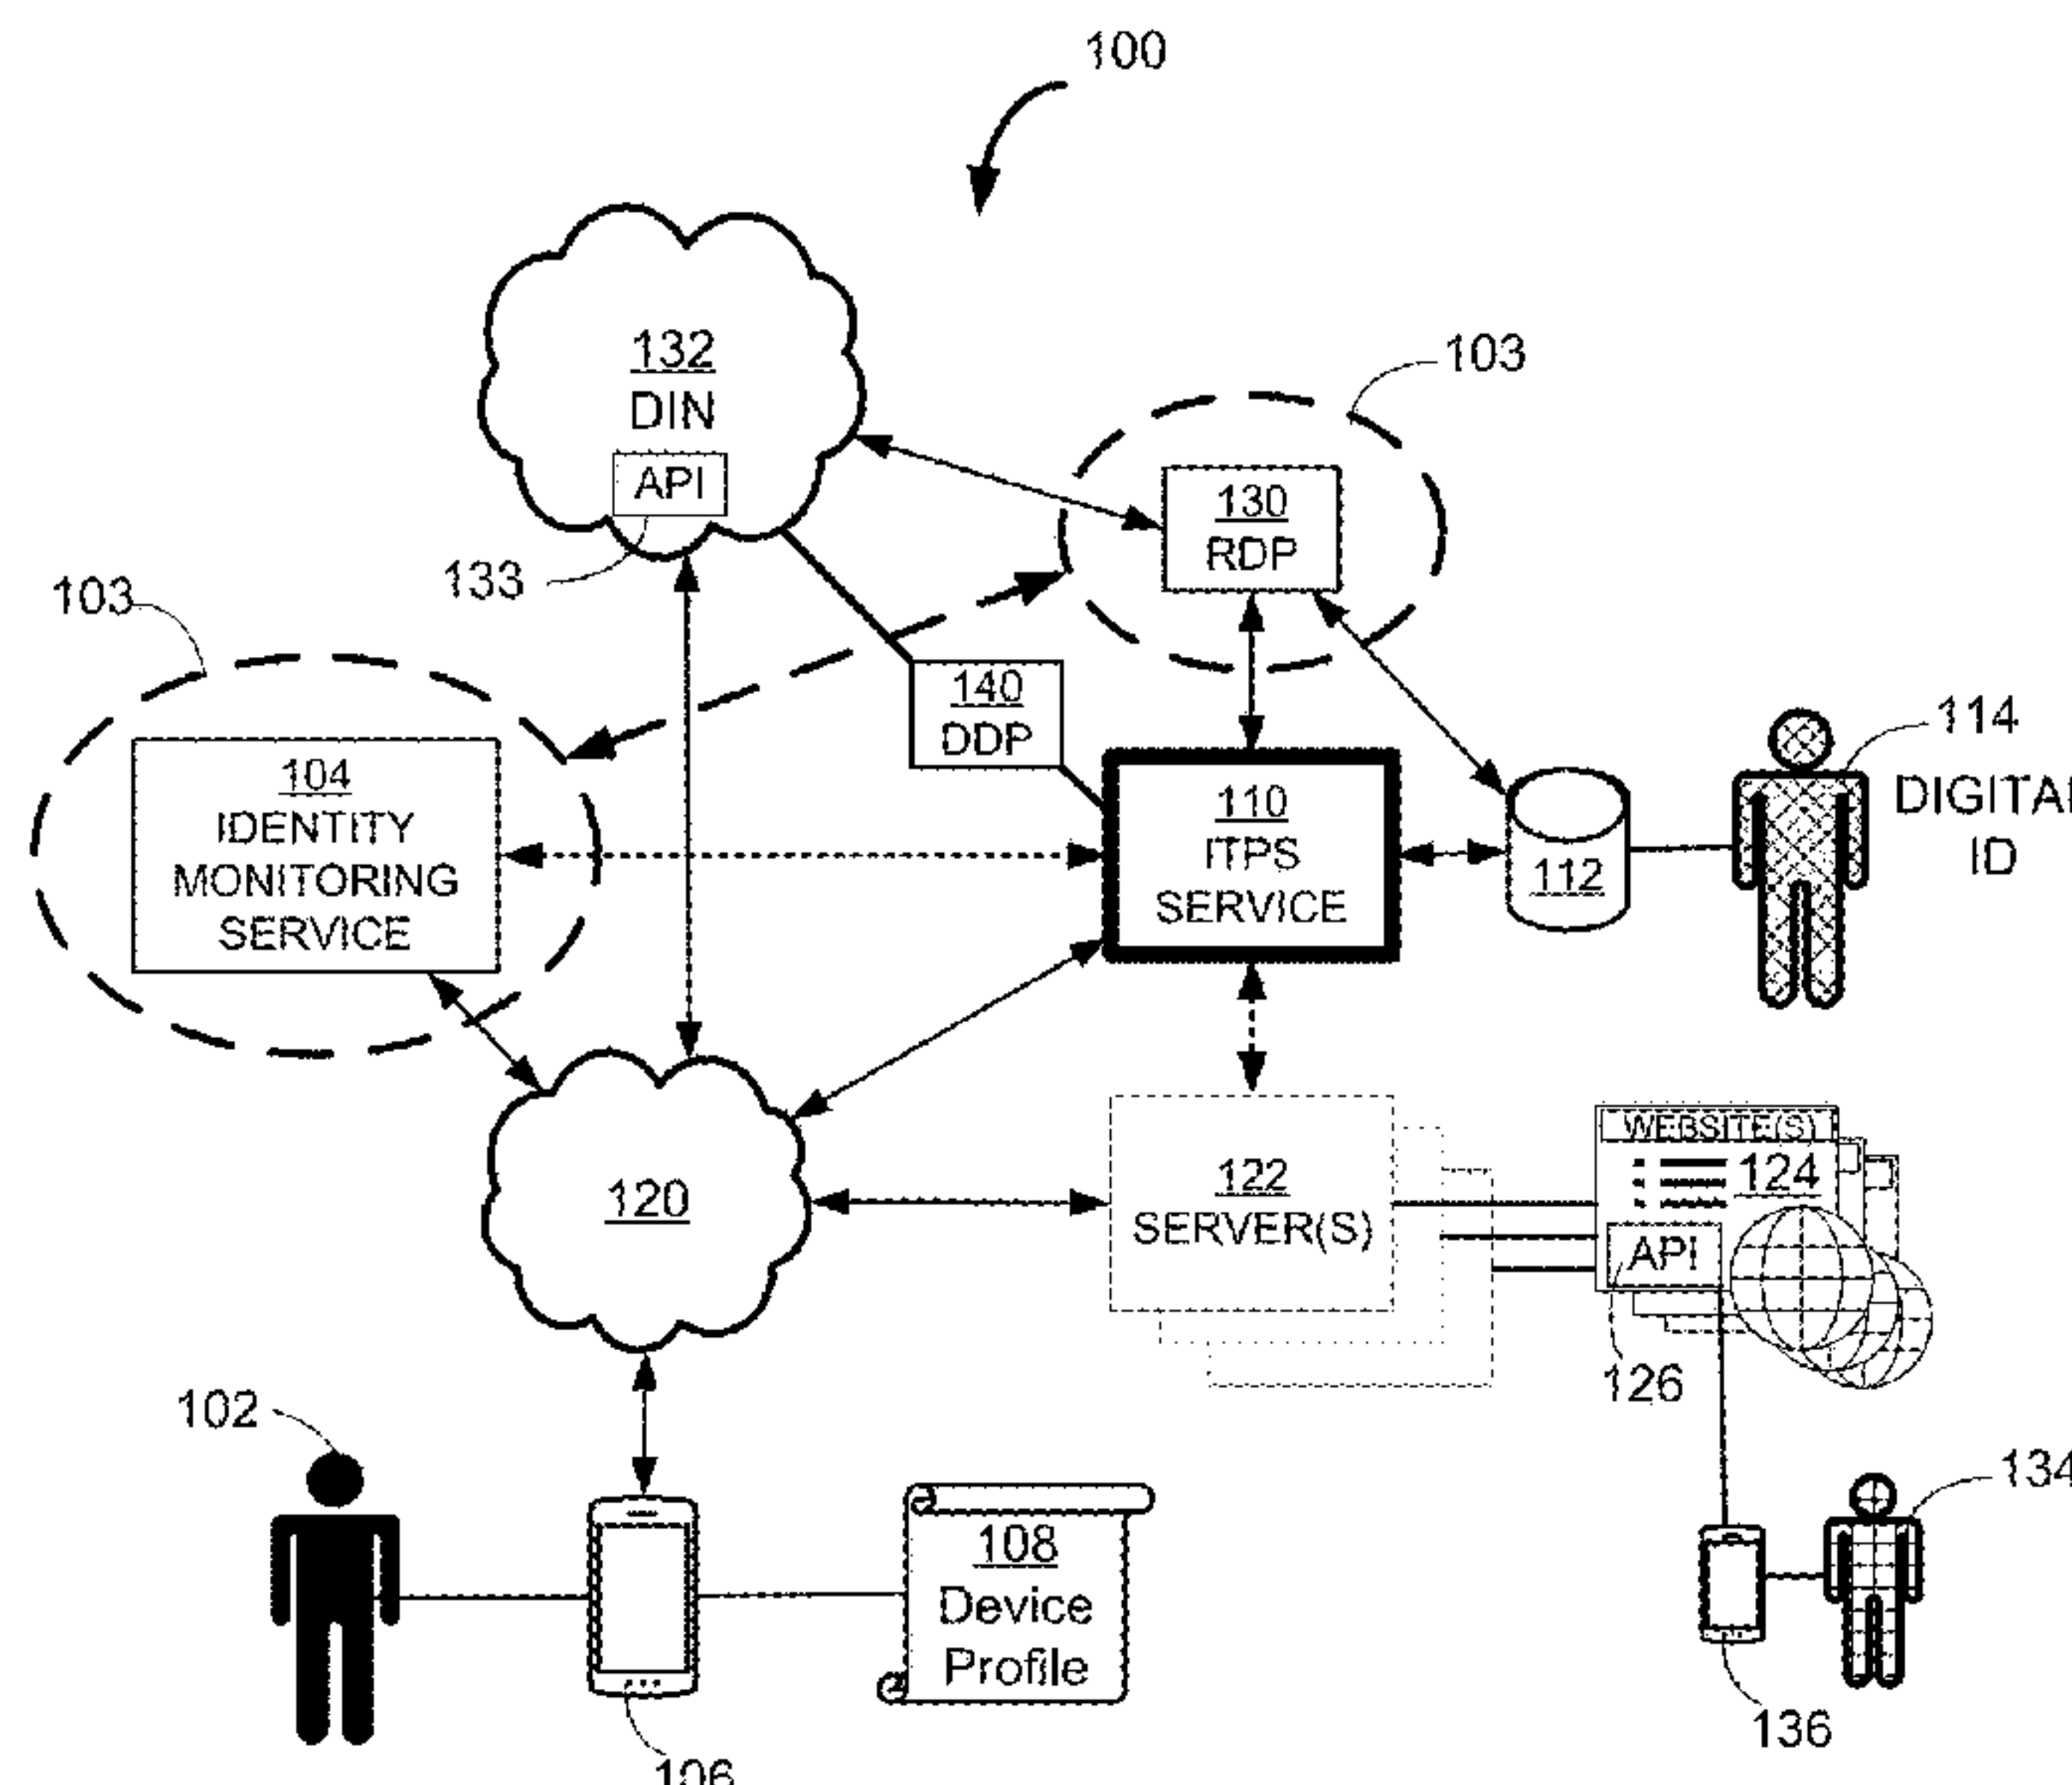 100
132
DIN
API
133
103
130
RDP
103
140
DDP
104
IDENTITY
MONITORING
SERVICE
110
ITPS
SERVICE
112
114
DIGITAL
ID
120
122
SERVER(S)
WEBSITE(S)
124
API
126
102
108
Device
Profile
106
134
136